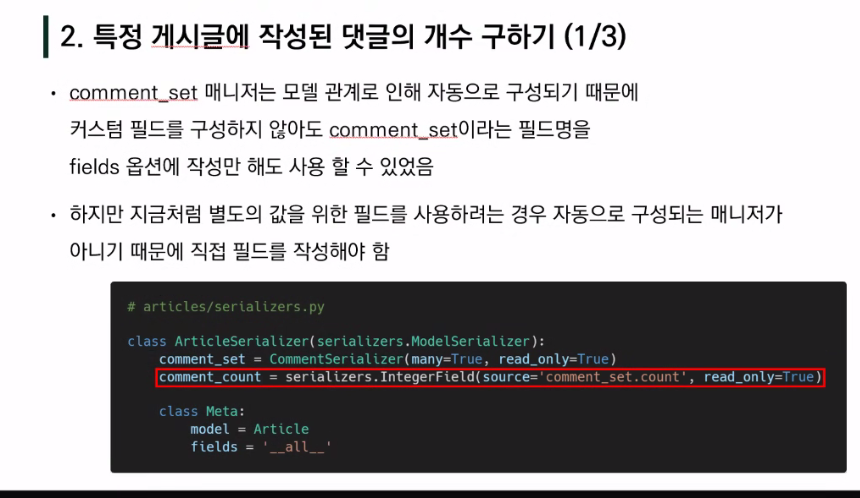 2. 특정 게시글에 작성된 댓글의 개수 구하기 (1/3)
• comment_set 매니저는 모델 관계로 인해 자동으로 구성되기 때문에
커스텀 필드를 구성하지 않아도 comment_set이라는 필드명을
fields 옵션에 작성만 해도 사용 할 수 있었음
• 하지만 지금처럼 별도의 값을 위한 필드를 사용하려는 경우 자동으로 구성되는 매니저가
아니기 때문에 직접 필드를 작성해야 함
# articles/serializers.py
class ArticleSerializer(serializers.ModelSerializer):
    comment_set = CommentSerializer(many=True, read_only=True)
    comment_count = serializers.IntegerField(source='comment_set.count', read_only=True)
    class Meta:
        model = Article
        fields = '__all__'